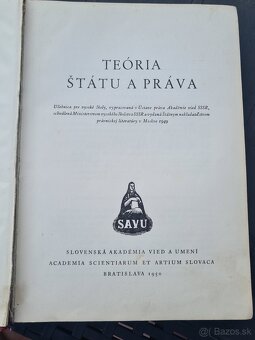 TEÓRIA
ŠTÁTU A PRÁVA
Učebnica pre vysoké školy, vypracovaná v Ústave práva Akadémie vied SSSR,
schválená Ministerstvom vysokého školstva SSSR a vydaná Štátnym nakladateľstvom
právnickej literatúry v Moskve 1949
SAVU
SLOVENSKÁ AKADÉMIA VIED A UMENÍ
ACADEMIA SCIENTIARUM ET ARTIUM SLOVACA
BRATISLAVA 1950
bazos.sk